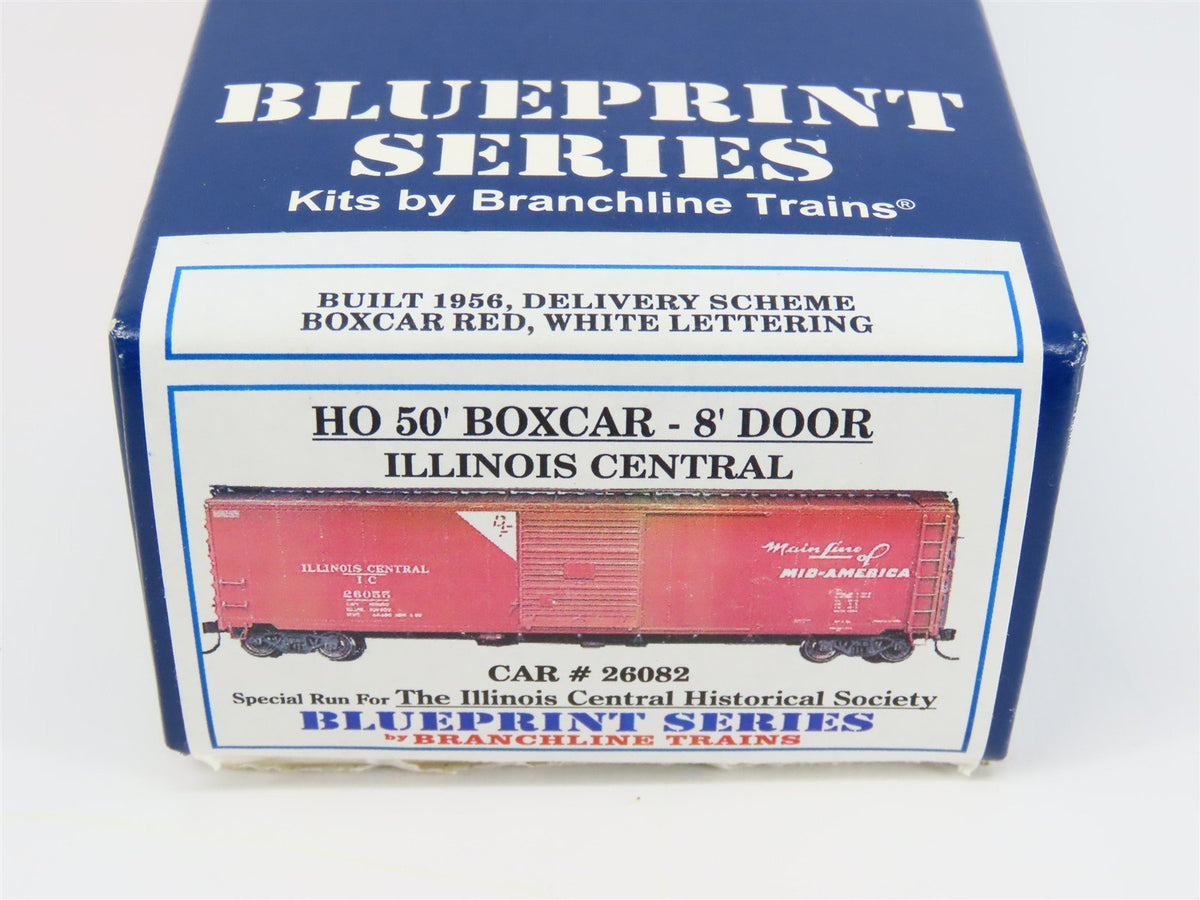 BLUEPRINT
SERIES
Kits by Branchline Trains®
BUILT 1956, DELIVERY SCHEME
BOXCAR RED, WHITE LETTERING
HO 50' BOXCAR - 8' DOOR
ILLINOIS CENTRAL
DF
Main Line
of
MID-AMERICA
ILLINOIS CENTRAL
I C
26055
CAR # 26082
Special Run For The Illinois Central Historical Society
BLUEPRINT SERIES
by BRANCHLINE TRAINS